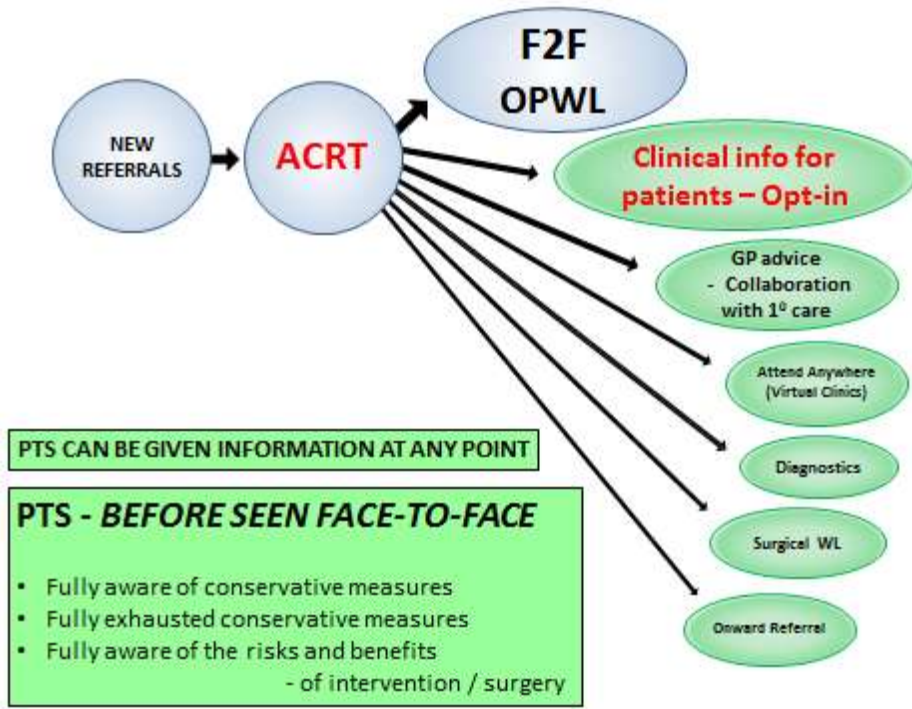 F2F
OPWL
NEW
REFERRALS
ACRT
Clinical info for
patients – Opt-in
GP advice
- Collaboration
with 1⁰ care
Attend Anywhere
(Virtual Clinics)
Diagnostics
Surgical WL
Onward Referral
PTS CAN BE GIVEN INFORMATION AT ANY POINT
PTS - BEFORE SEEN FACE-TO-FACE
• Fully aware of conservative measures
• Fully exhausted conservative measures
• Fully aware of the risks and benefits
- of intervention / surgery